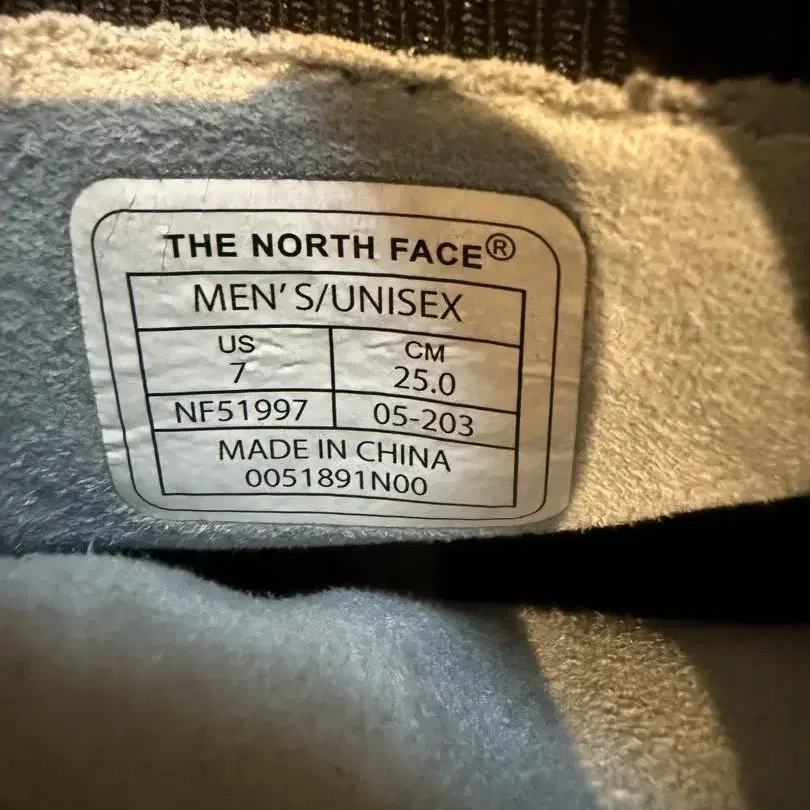 THE NORTH FACE®
MEN'S/UNISEX
US CM
7 25.0
NF51997 05-203
MADE IN CHINA
0051891N00